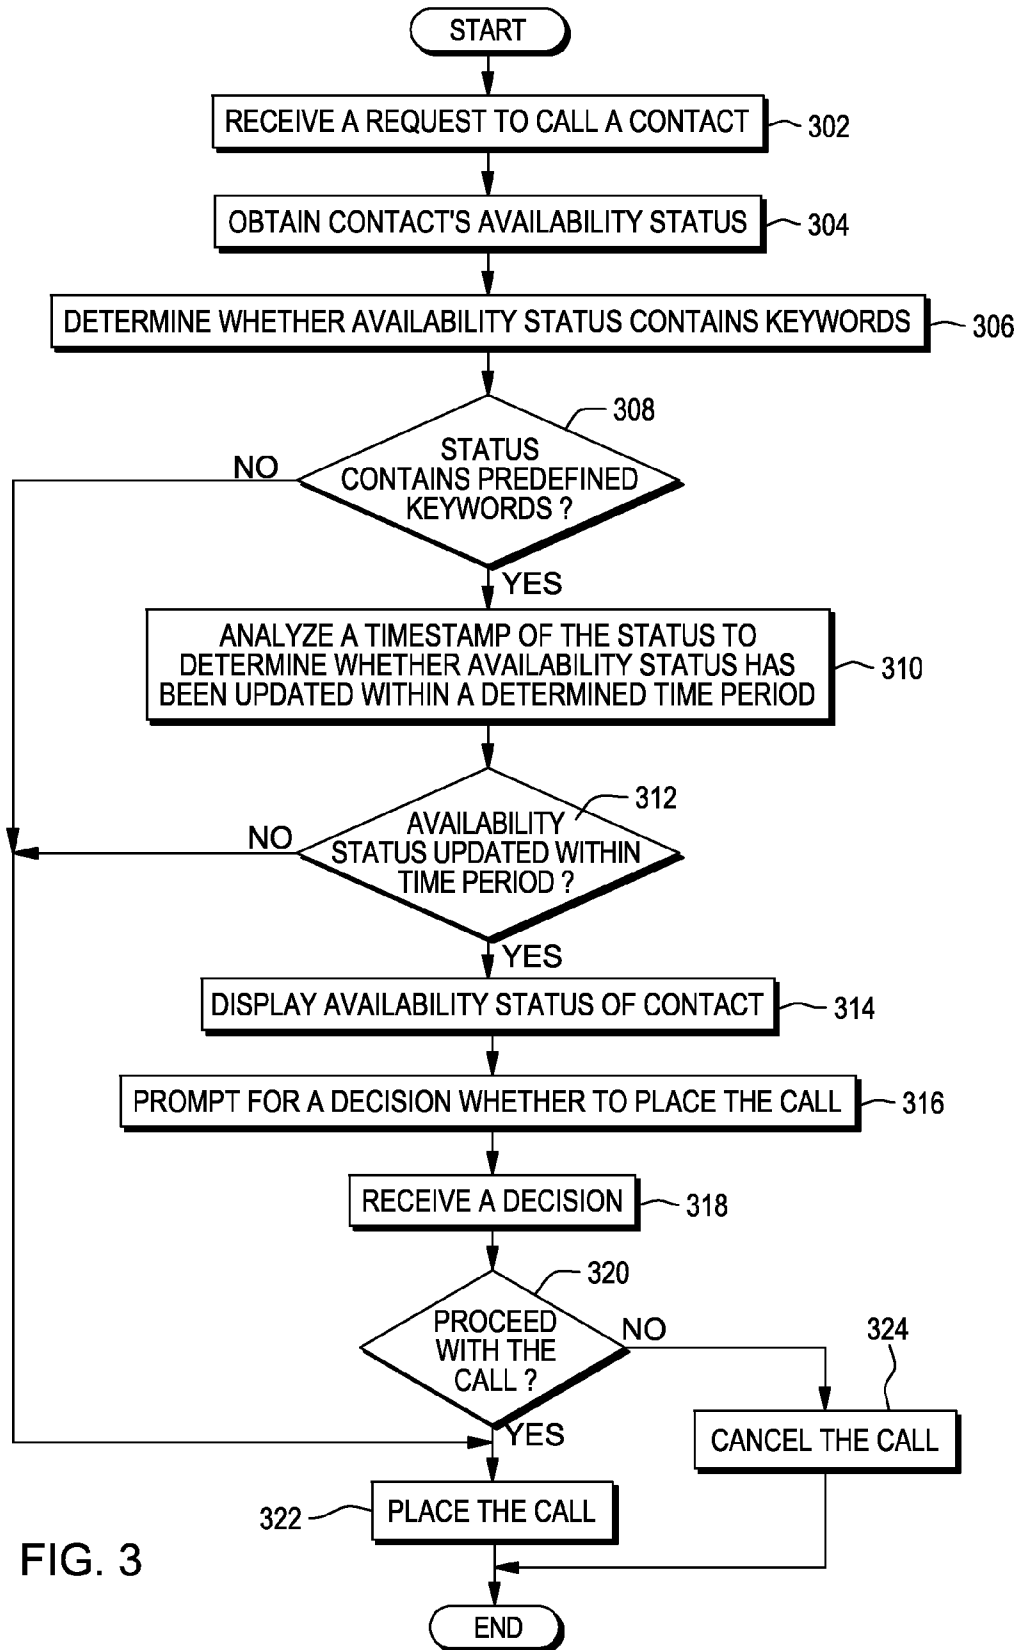 START
RECEIVE A REQUEST TO CALL A CONTACT
302
OBTAIN CONTACT'S AVAILABILITY STATUS
304
DETERMINE WHETHER AVAILABILITY STATUS CONTAINS KEYWORDS
306
308
STATUS
CONTAINS PREDEFINED
KEYWORDS ?
NO
YES
ANALYZE A TIMESTAMP OF THE STATUS TO
DETERMINE WHETHER AVAILABILITY STATUS HAS
BEEN UPDATED WITHIN A DETERMINED TIME PERIOD
310
312
AVAILABILITY
STATUS UPDATED WITHIN
TIME PERIOD ?
NO
YES
DISPLAY AVAILABILITY STATUS OF CONTACT
314
PROMPT FOR A DECISION WHETHER TO PLACE THE CALL
316
RECEIVE A DECISION
318
320
PROCEED
WITH THE
CALL ?
NO
324
YES
CANCEL THE CALL
322
PLACE THE CALL
FIG. 3
END